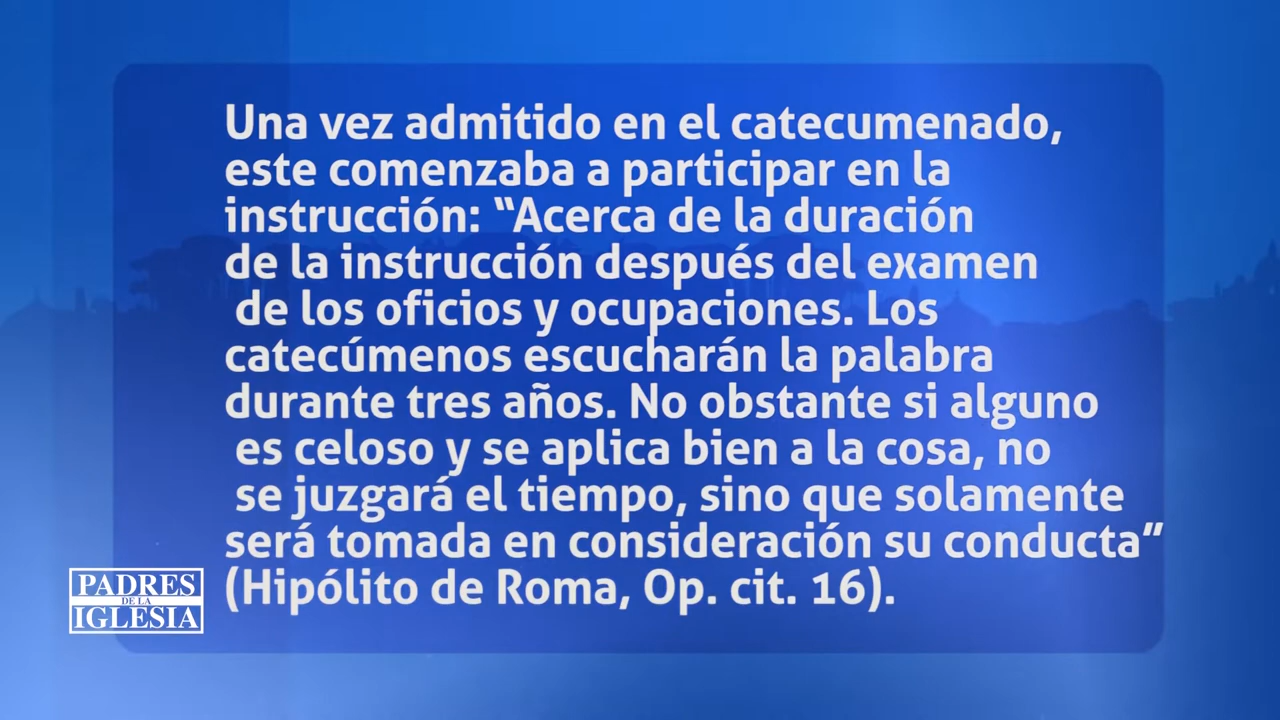 Una vez admitido en el catecumenado,
este comenzaba a participar en la
instrucción: “Acerca de la duración
de la instrucción después del examen
de los oficios y ocupaciones. Los
catecúmenos escucharán la palabra
durante tres años. No obstante si alguno
es celoso y se aplica bien a la cosa, no
se juzgará el tiempo, sino que solamente
será tomada en consideración su conducta”
(Hipólito de Roma, Op. cit. 16).
PADRES
DE LA
IGLESIA